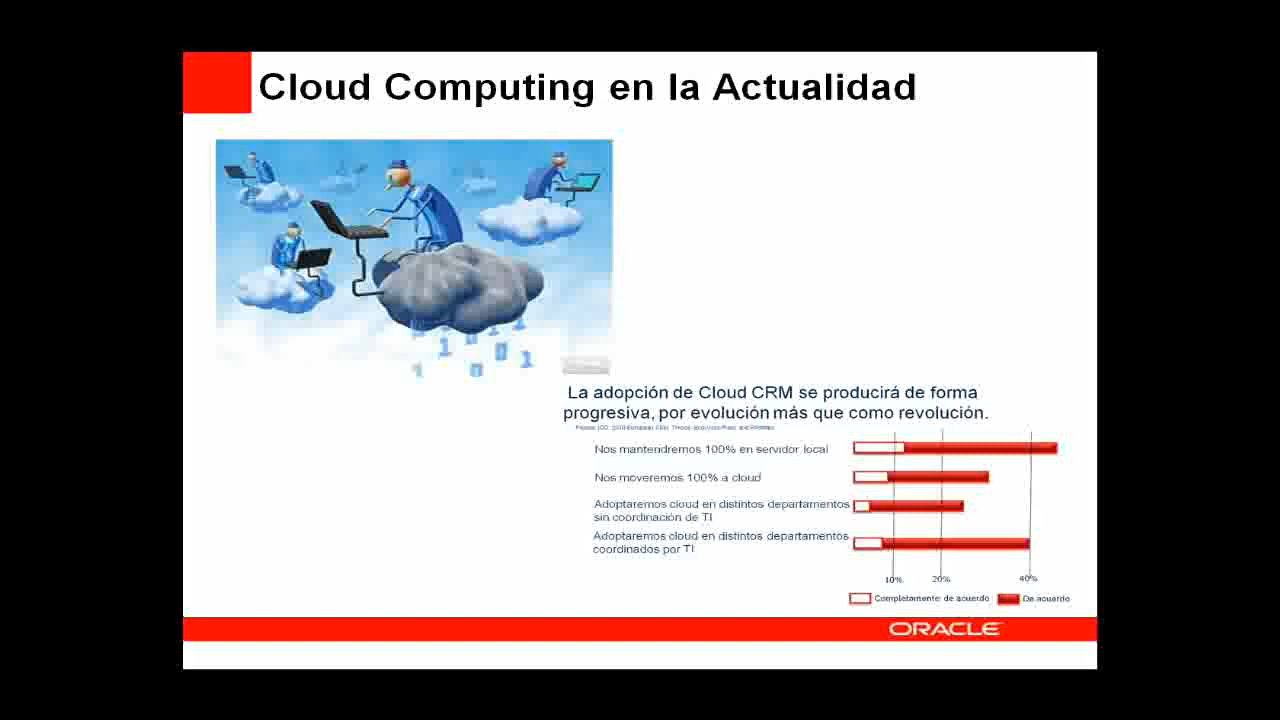 Cloud Computing en la Actualidad
La adopción de Cloud CRM se producirá de forma
progresiva, por evolución más que como revolución.
Nos mantendremos 100% en servidor local
Nos moveremos 100% a cloud
Adoptaremos cloud en distintos departamentos
sin coordinación de TI
Adoptaremos cloud en distintos departamentos
coordinados por TI
10% 20% 40%
Completamente de acuerdo De acuerdo
ORACLE